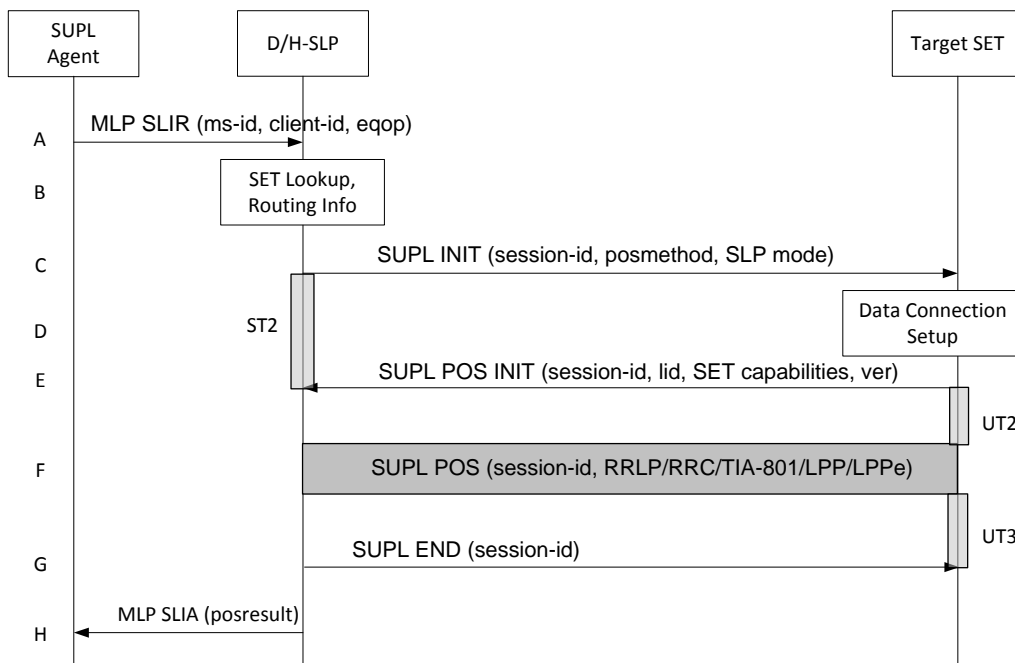 SUPL
Agent
D/H-SLP
Target SET
A
MLP SLIR (ms-id, client-id, eqop)
B
SET Lookup,
Routing Info
C
SUPL INIT (session-id, posmethod, SLP mode)
D
ST2
Data Connection
Setup
E
SUPL POS INIT (session-id, lid, SET capabilities, ver)
UT2
F
SUPL POS (session-id, RRLP/RRC/TIA-801/LPP/LPPe)
UT3
G
SUPL END (session-id)
H
MLP SLIA (posresult)